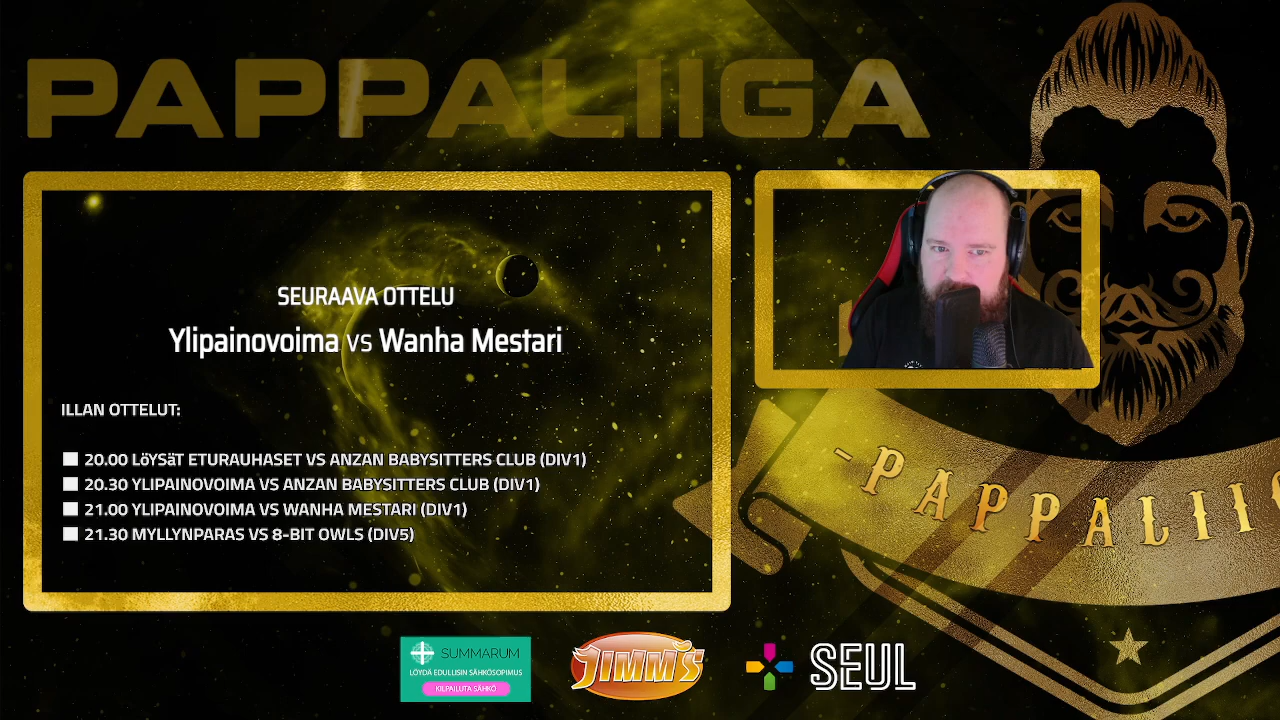 PAPPALIIGA
SEURAAVA OTTELU
Ylipainovoima vs Wanha Mestari
ILLAN OTTELUT:
20.00 LÖYSÄT ETURAUHASET VS ANZAN BABYSITTERS CLUB (DIV1)
20.30 YLIPAINOVOIMA VS ANZAN BABYSITTERS CLUB (DIV1)
21.00 YLIPAINOVOIMA VS WANHA MESTARI (DIV1)
21.30 MYLLYNPARAS VS 8-BIT OWLS (DIV5)
-PAPPALIIG
SUMMARUM
LÖYDÄ EDULLISIN SÄHKÖSOPIMUS
KILPAILUTA SÄHKÖ
JIMM'S
SEUL